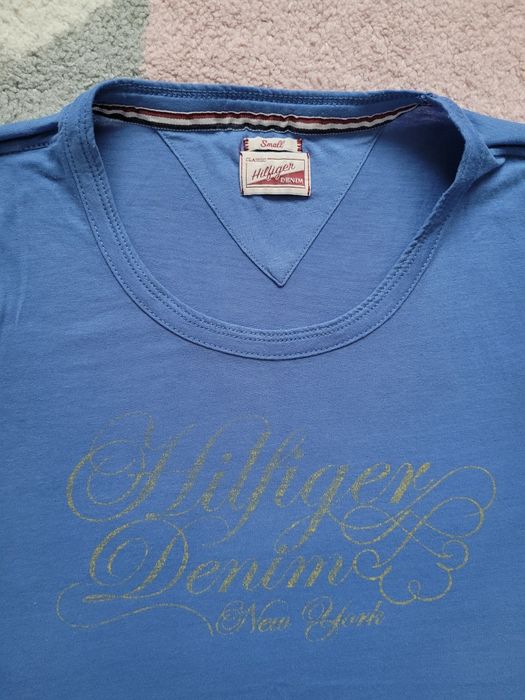 Small
CLASSIC
Hilfiger
DENIM
Hilfiger
Denim
New York